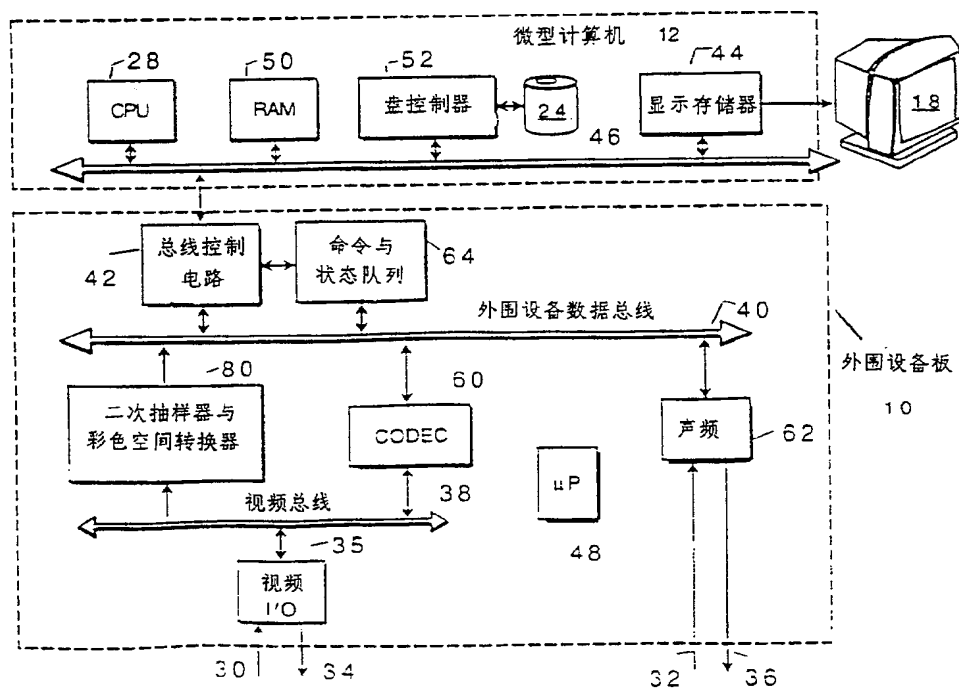 微型计算机 12
28
50
52
44
CPU
RAM
盘控制器
24
显示存储器
18
46
42
总线控制
电路
命令与
状态队列
64
外围设备数据总线
40
外围设备板
10
80
二次抽样器与
彩色空间转换器
60
CODEC
声频
62
38
视频总线
μP
48
35
视频
I'O
30
34
32
36